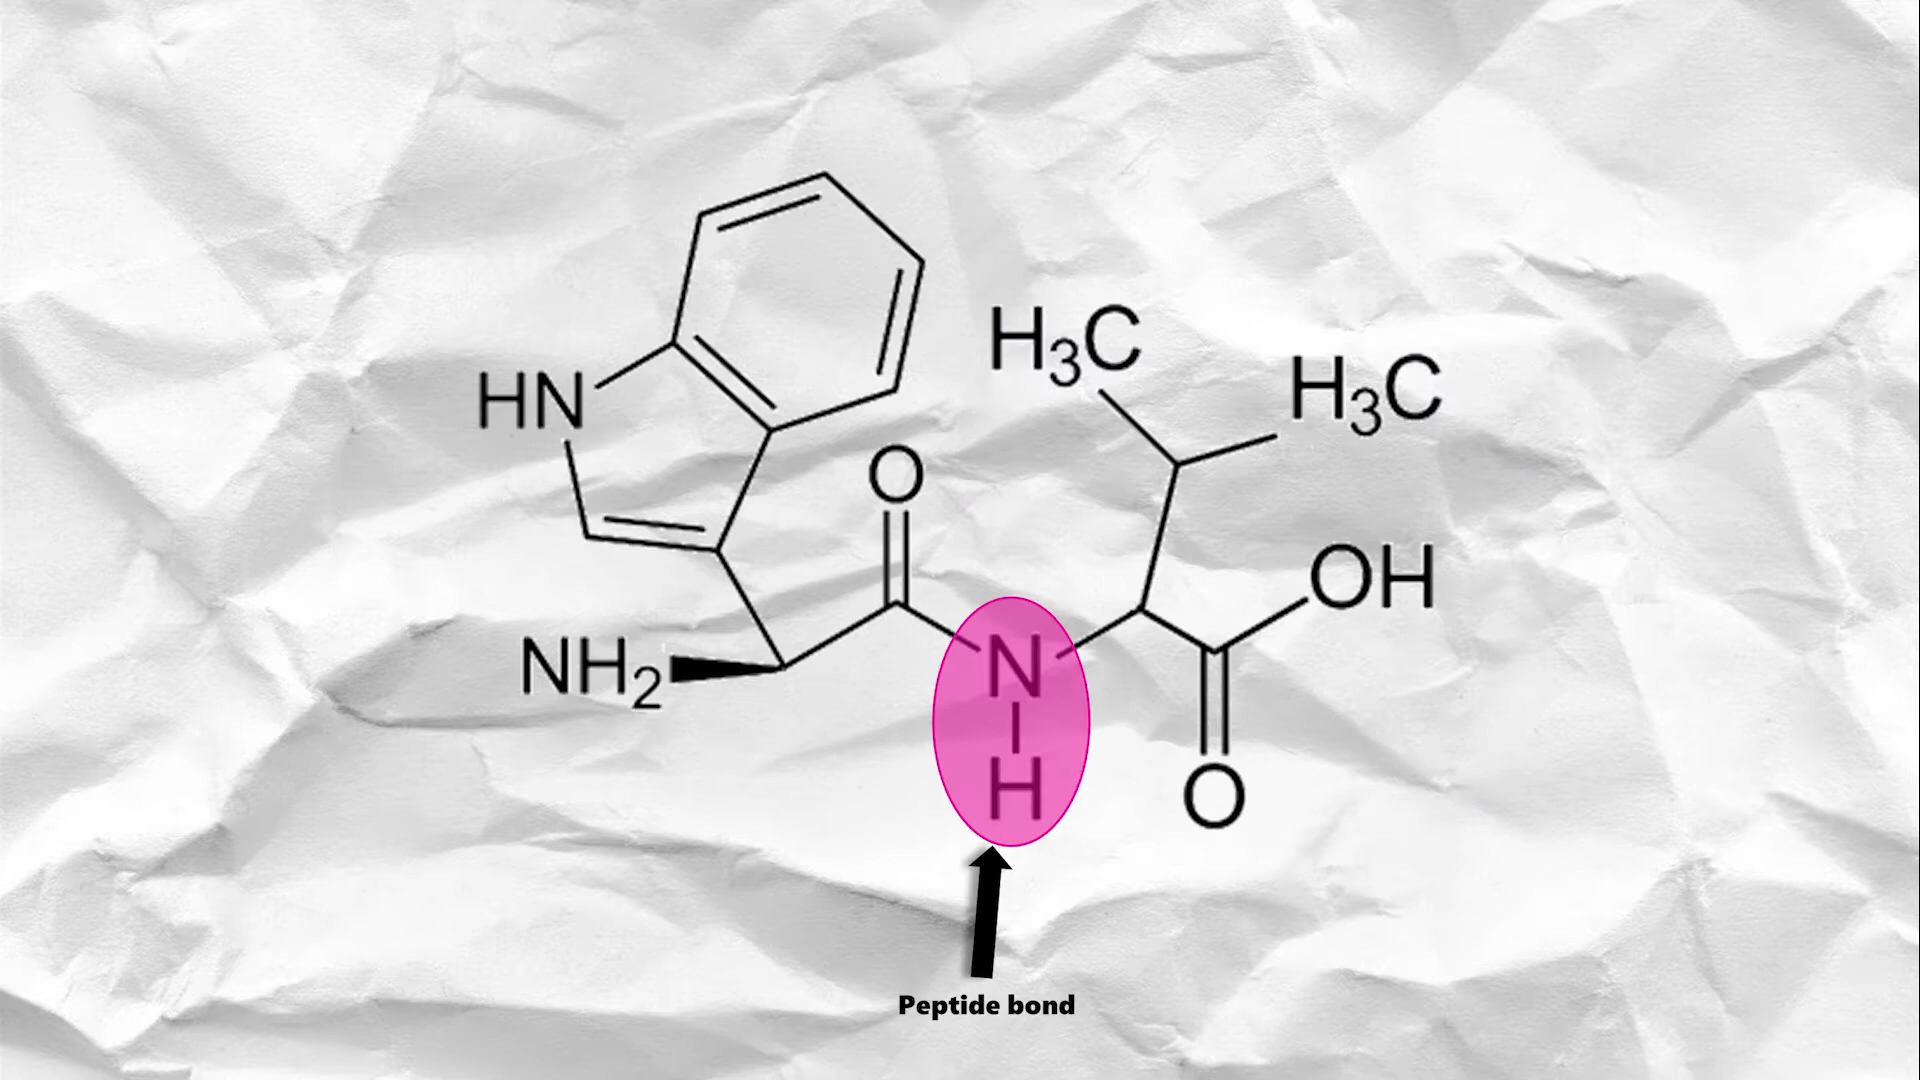 H3C
H3C
HN
O
OH
NH2
N
H
O
Peptide bond